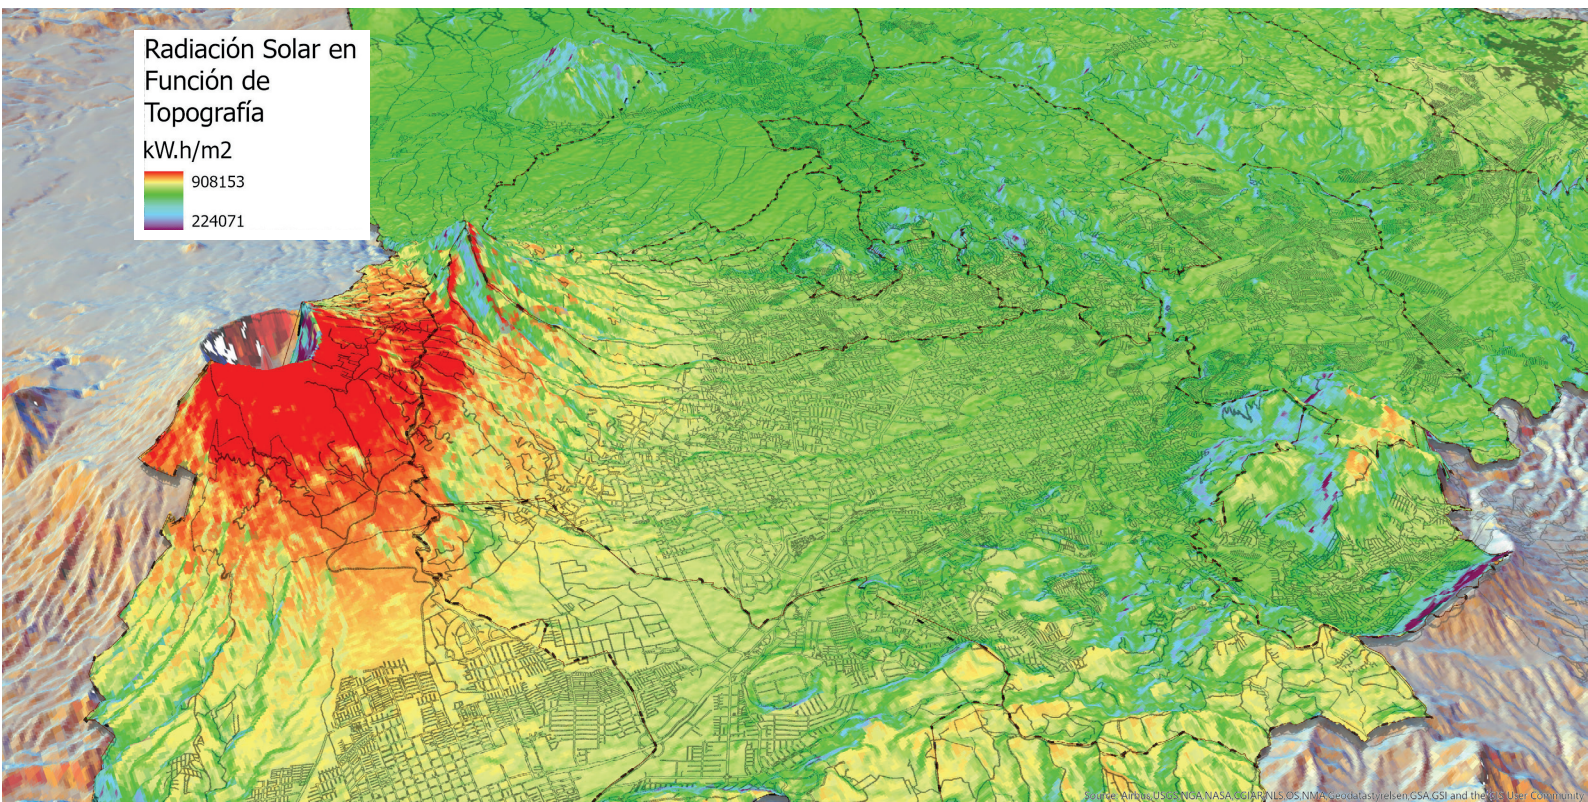 Radiación Solar en
Función de
Topografía
kW.h/m2
908153
224071
Source: Airbus,USGS,NGA,NASA,CGIAR,NLS,OS,NMA,Geodatastyrelsen,GSA,GSI and the GIS User Community